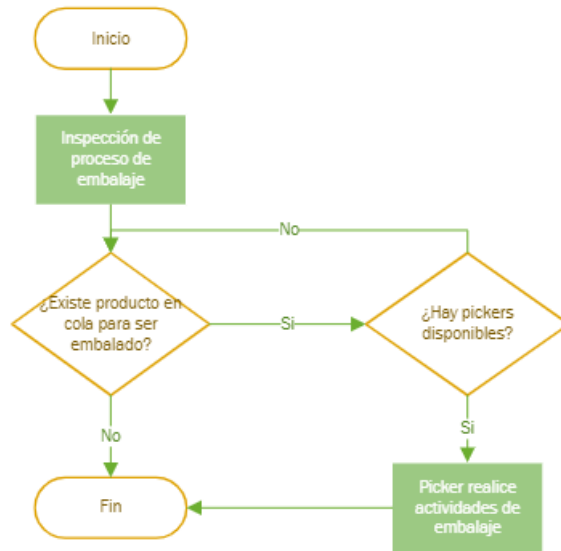 Inicio
Inspección de
proceso de
embalaje
No
¿Existe producto en
cola para ser
embalado?
Si
¿Hay pickers
disponibles?
No
Si
Fin
Picker realice
actividades de
embalaje